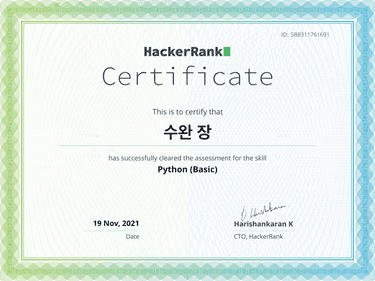 ID: 5B8311761691
HackerRank
Certificate
This is to certify that
수완 장
has successfully cleared the assessment for the skill
Python (Basic)
19 Nov, 2021
Date
Harishankaran K
CTO, HackerRank